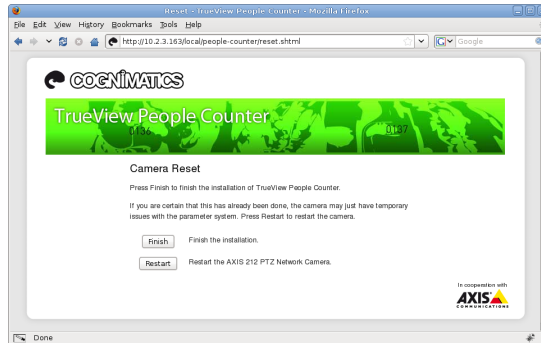 Reset - TrueView People Counter - Mozilla Firefox
File Edit View History Bookmarks Tools Help
http://10.2.3.163/local/people-counter/reset.shtml
Google
COGNIMATICS
TrueView People Counter
0136
0137
Camera Reset
Press Finish to finish the installation of TrueView People Counter.
If you are certain that this has already been done, the camera may just have temporary
issues with the parameter system. Press Restart to restart the camera.
Finish Finish the installation.
Restart Restart the AXIS 212 PTZ Network Camera.
In cooperation with
AXIS
COMMUNICATIONS
Done